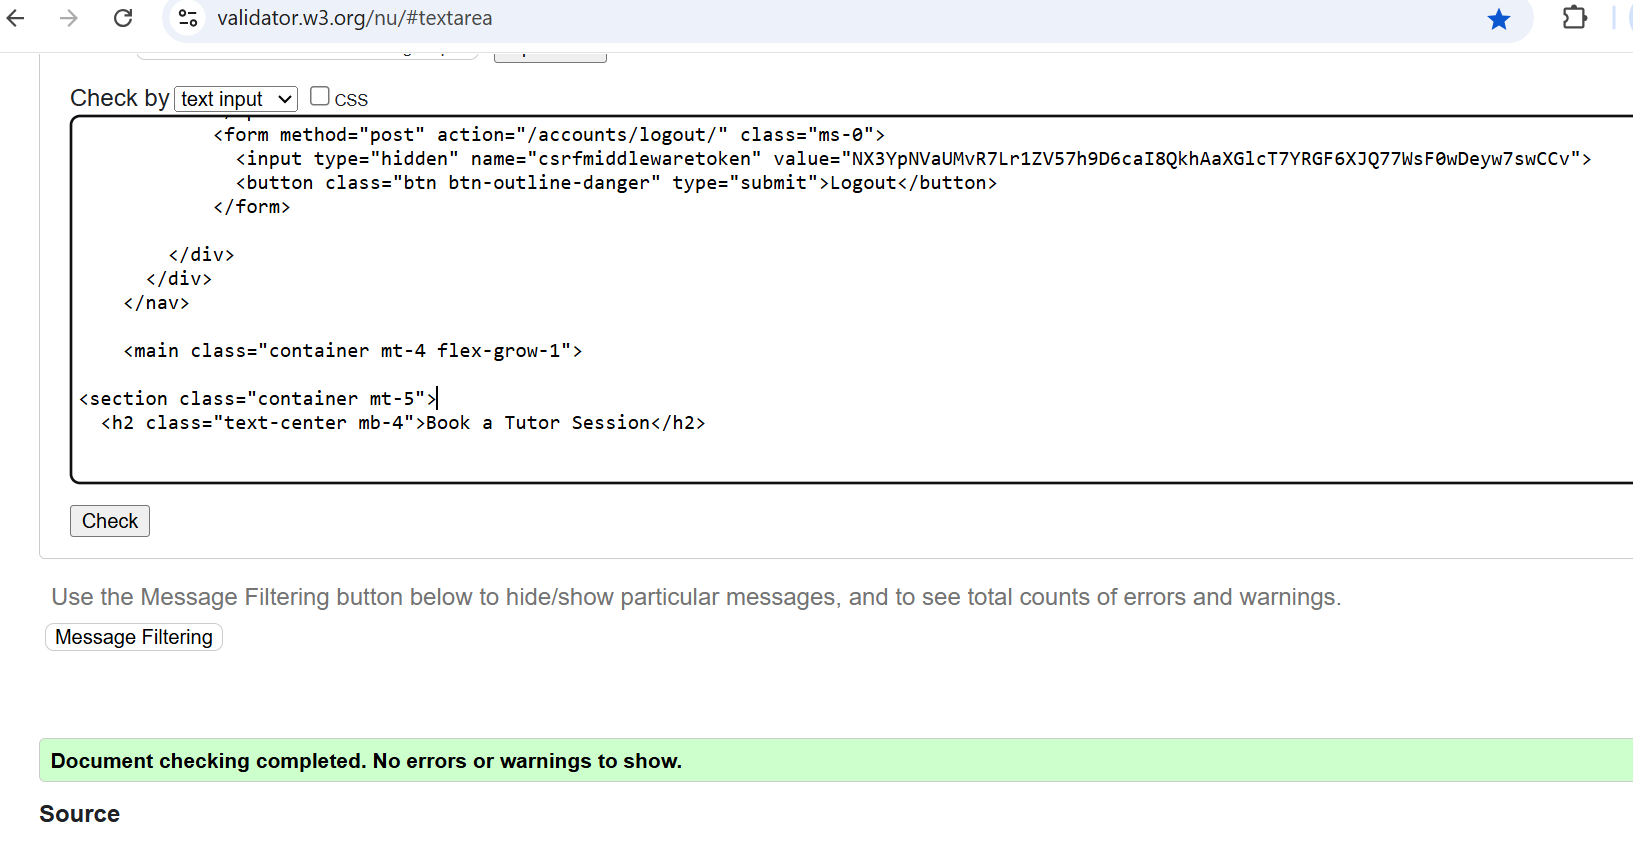 validator.w3.org/nu/#textarea
Check by text input CSS
<form method="post" action="/accounts/logout/" class="ms-0">
<input type="hidden" name="csrfmiddlewaretoken" value="NX3YpNVaUMvR7Lr1ZV57h9D6caI8QkhAaXGlcT7YRGF6XJQ77WsF0wDeyw7swCCv">
<button class="btn btn-outline-danger" type="submit">Logout</button>
</form>
</div>
</div>
</nav>
<main class="container mt-4 flex-grow-1">
<section class="container mt-5">
<h2 class="text-center mb-4">Book a Tutor Session</h2>
Check
Use the Message Filtering button below to hide/show particular messages, and to see total counts of errors and warnings.
Message Filtering
Document checking completed. No errors or warnings to show.
Source